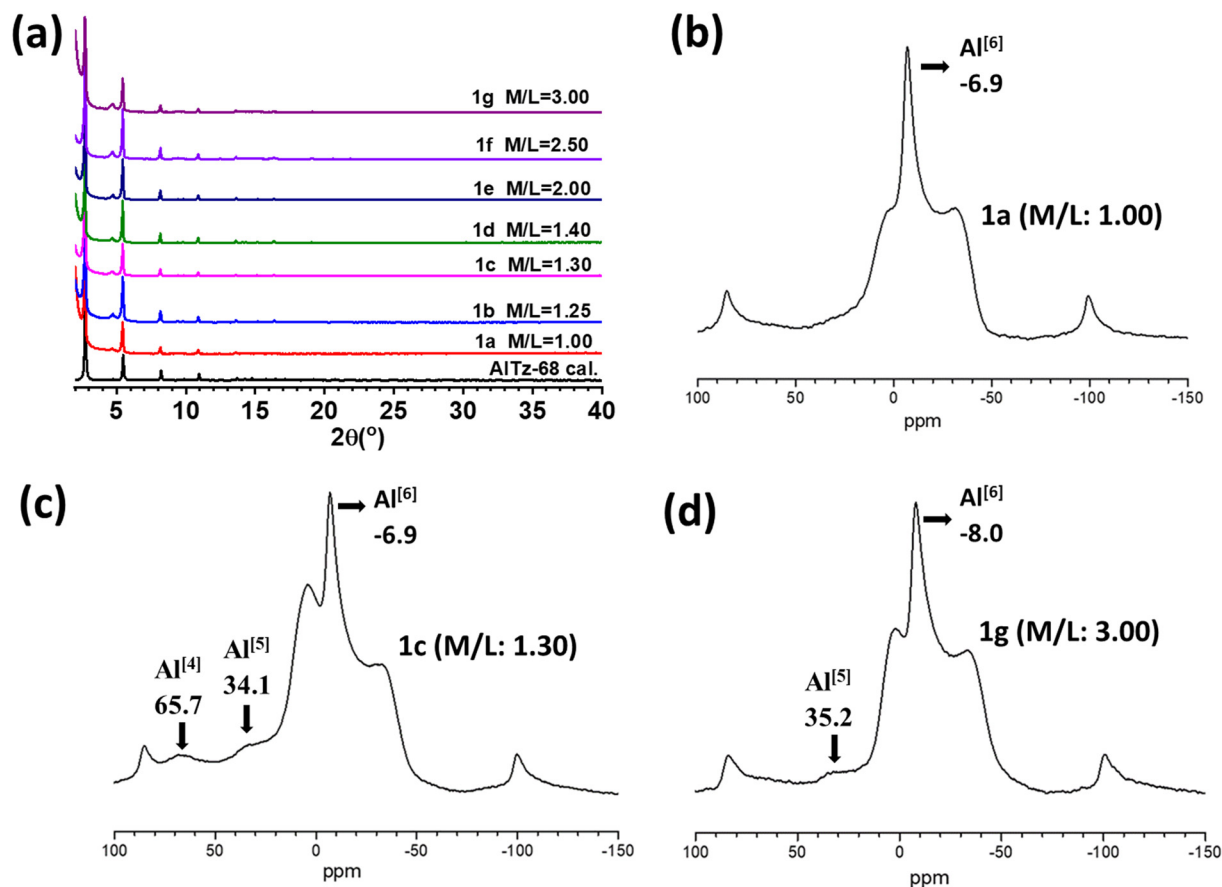 (a)
1g M/L=3.00
1f M/L=2.50
1e M/L=2.00
1d M/L=1.40
1c M/L=1.30
1b M/L=1.25
1a M/L=1.00
AlTz-68 cal.
5 10 15 20 25 30 35 40
2θ(°)
(b)
Al[6]
-6.9
1a (M/L: 1.00)
100 50 0 -50 -100 -150
ppm
(c)
Al[6]
-6.9
1c (M/L: 1.30)
Al[5]
34.1
Al[4]
65.7
100 50 0 -50 -100 -150
ppm
(d)
Al[6]
-8.0
1g (M/L: 3.00)
Al[5]
35.2
100 50 0 -50 -100 -150
ppm